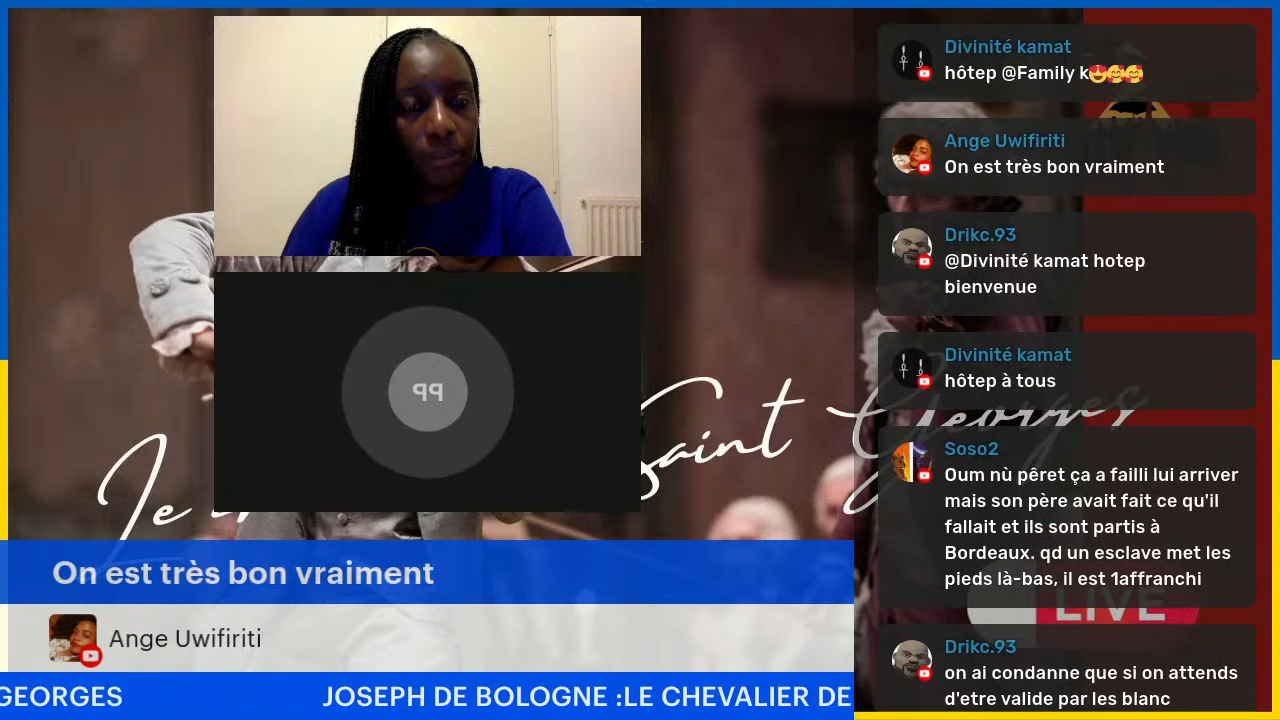 Divinité kamat
hôtep @Family k😍🥰🥰
Ange Uwifiriti
On est très bon vraiment
Drikc.93
@Divinité kamat hotep
bienvenue
Divinité kamat
hôtep à tous
Soso2
Oum nù pêret ça a failli lui arriver
mais son père avait fait ce qu'il
fallait et ils sont partis à
Bordeaux. qd un esclave met les
pieds là-bas, il est 1affranchi
Drikc.93
on ai condanne que si on attends
d'etre valide par les blanc
Saint Georges
LIVE
On est très bon vraiment
Ange Uwifiriti
GEORGES JOSEPH DE BOLOGNE :LE CHEVALIER DE